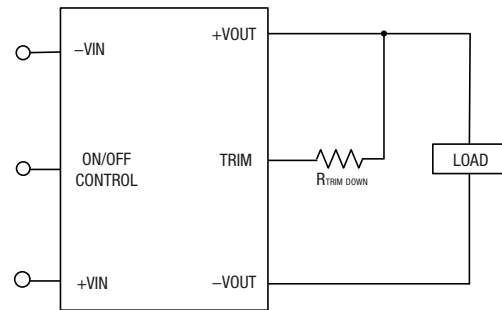 +VOUT
–VIN
ON/OFF
CONTROL
TRIM
LOAD
RTRIM DOWN
+VIN
–VOUT